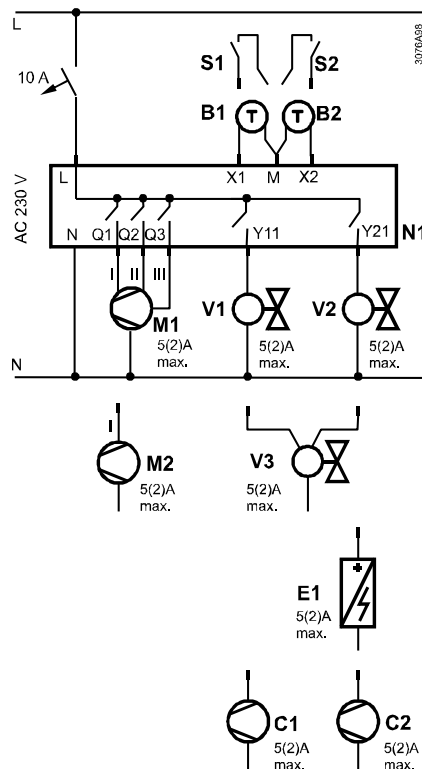 L
3076A98
S1 S2
10 A
B1 T T B2
AC 230 V
L X1 M X2
N Q1 Q2 Q3 Y11 Y21 N1
I II III
M1 V1 V2
5(2)A 5(2)A 5(2)A
max. max. max.
N
I
M2 V3
5(2)A 5(2)A
max. max.
E1
5(2)A
max.
C1 C2
5(2)A 5(2)A
max. max.